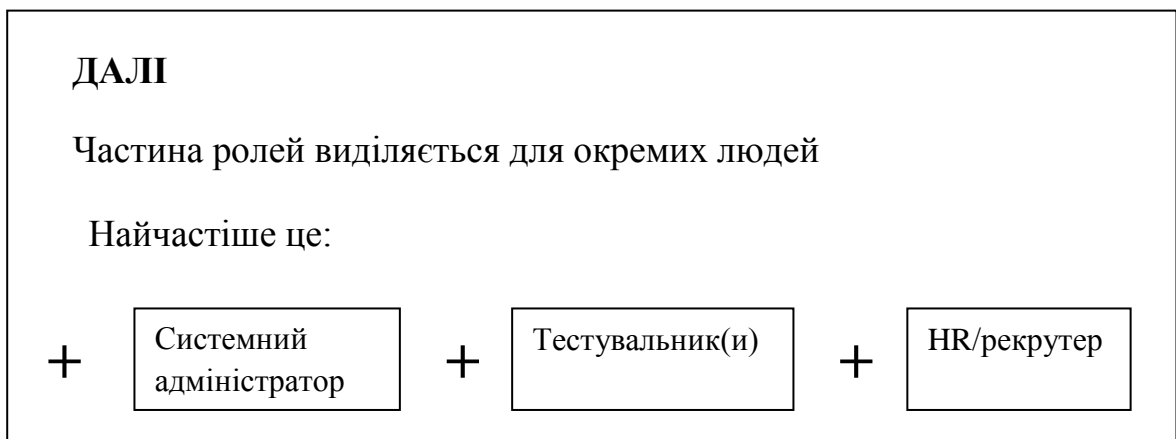 ДАЛІ
Частина ролей виділяється для окремих людей
Найчастіше це:
+ Системний адміністратор + Тестувальник(и) + HR/рекрутер